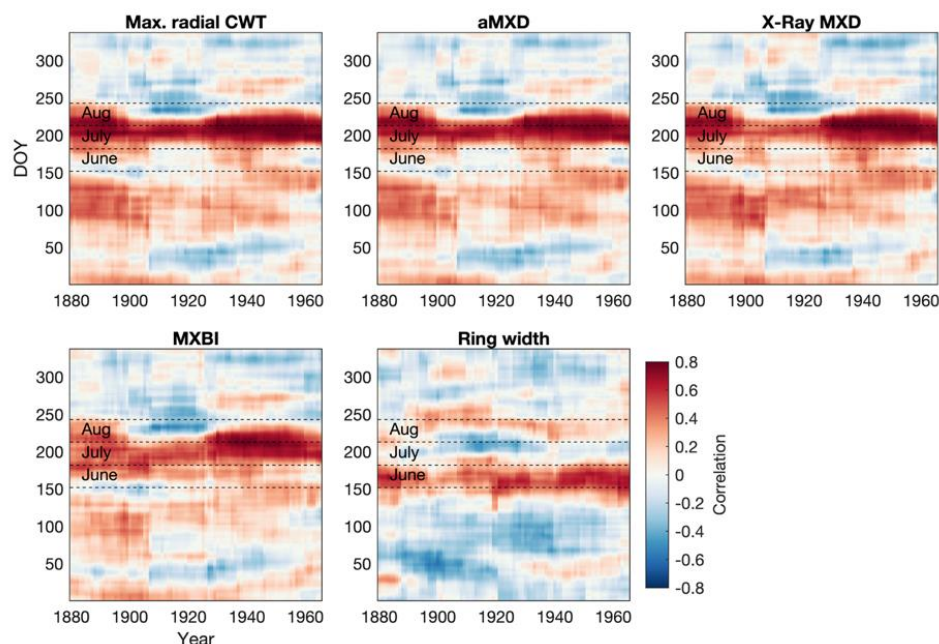 Max. radial CWT
aMXD
X-Ray MXD
DOY
300
250
200
150
100
50
Aug
July
June
1880 1900 1920 1940 1960
300
250
200
150
100
50
Aug
July
June
1880 1900 1920 1940 1960
300
250
200
150
100
50
Aug
July
June
1880 1900 1920 1940 1960
MXBI
Ring width
300
250
200
150
100
50
Aug
July
June
1880 1900 1920 1940 1960
Year
300
250
200
150
100
50
Aug
July
June
1880 1900 1920 1940 1960
0.8
0.6
0.4
0.2
0
-0.2
-0.4
-0.6
-0.8
Correlation